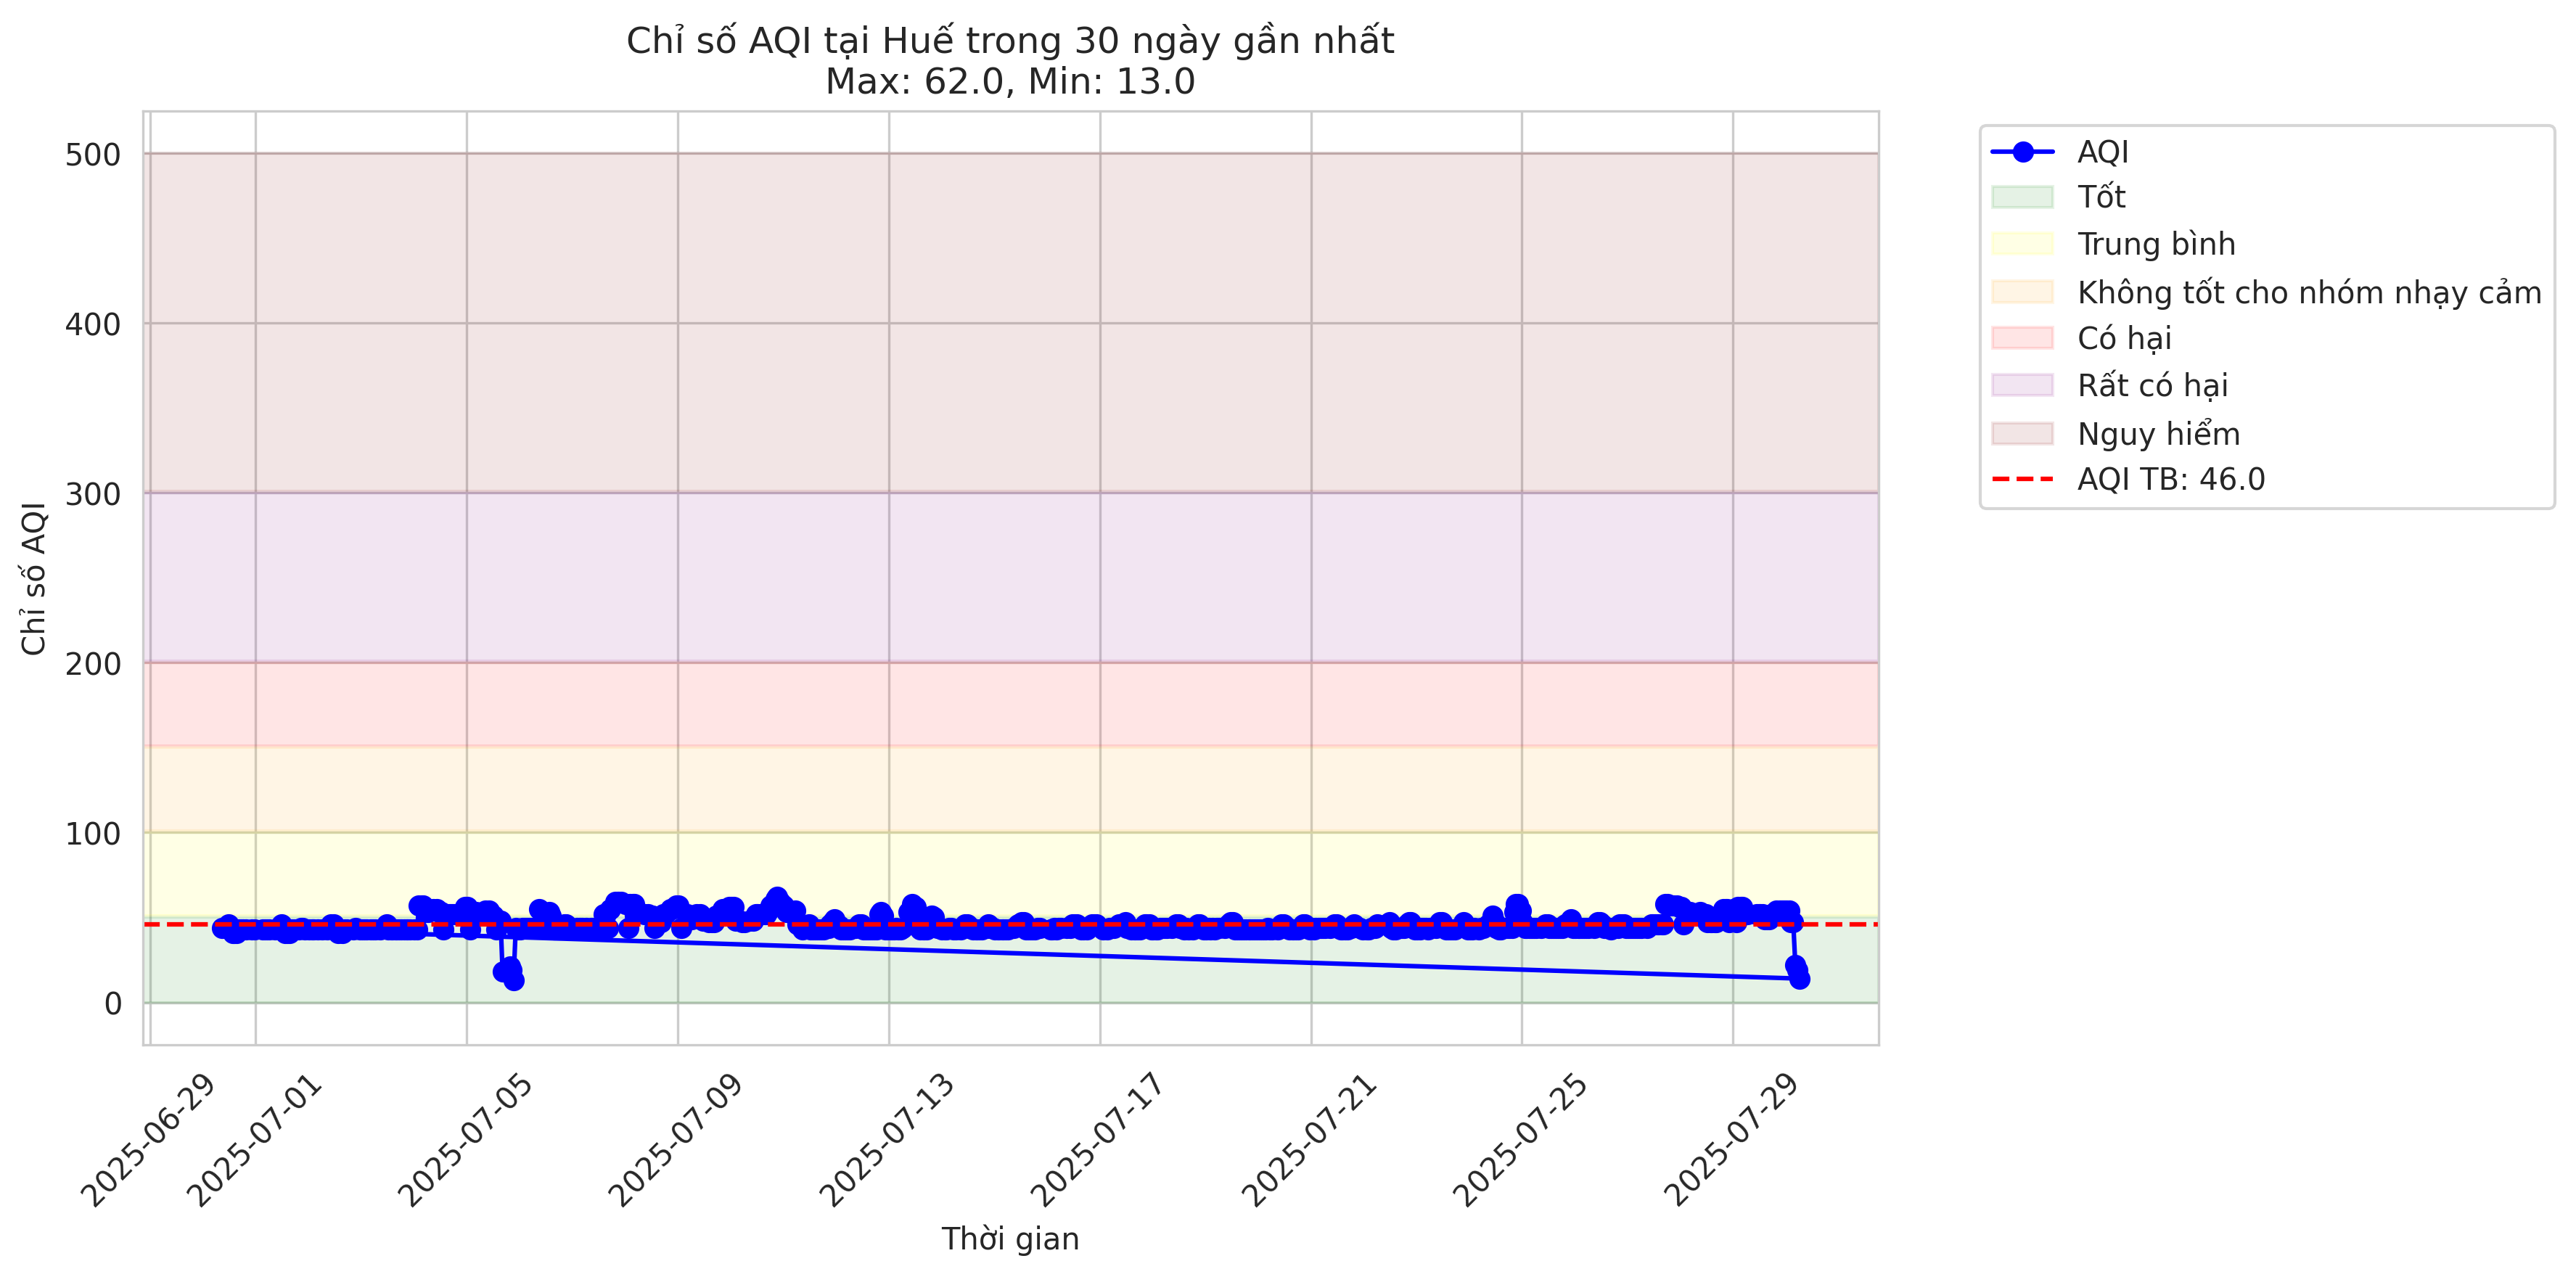 Chỉ số AQI tại Huế trong 30 ngày gần nhất
Max: 62.0, Min: 13.0
Chỉ số AQI
500
400
300
200
100
0
2025-06-29
2025-07-01
2025-07-05
2025-07-09
2025-07-13
2025-07-17
2025-07-21
2025-07-25
2025-07-29
Thời gian
AQI
Tốt
Trung bình
Không tốt cho nhóm nhạy cảm
Có hại
Rất có hại
Nguy hiểm
AQI TB: 46.0